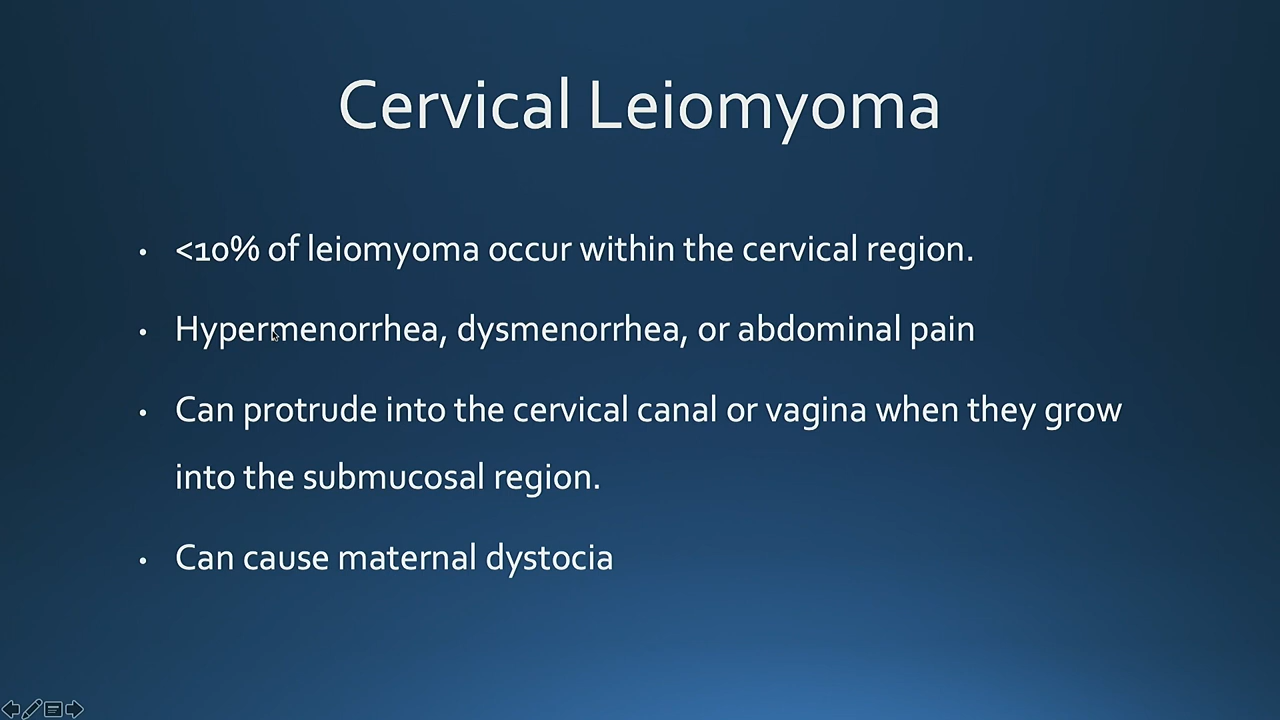 Cervical Leiomyoma
• <10% of leiomyoma occur within the cervical region.
• Hypermenorrhea, dysmenorrhea, or abdominal pain
• Can protrude into the cervical canal or vagina when they grow
into the submucosal region.
• Can cause maternal dystocia